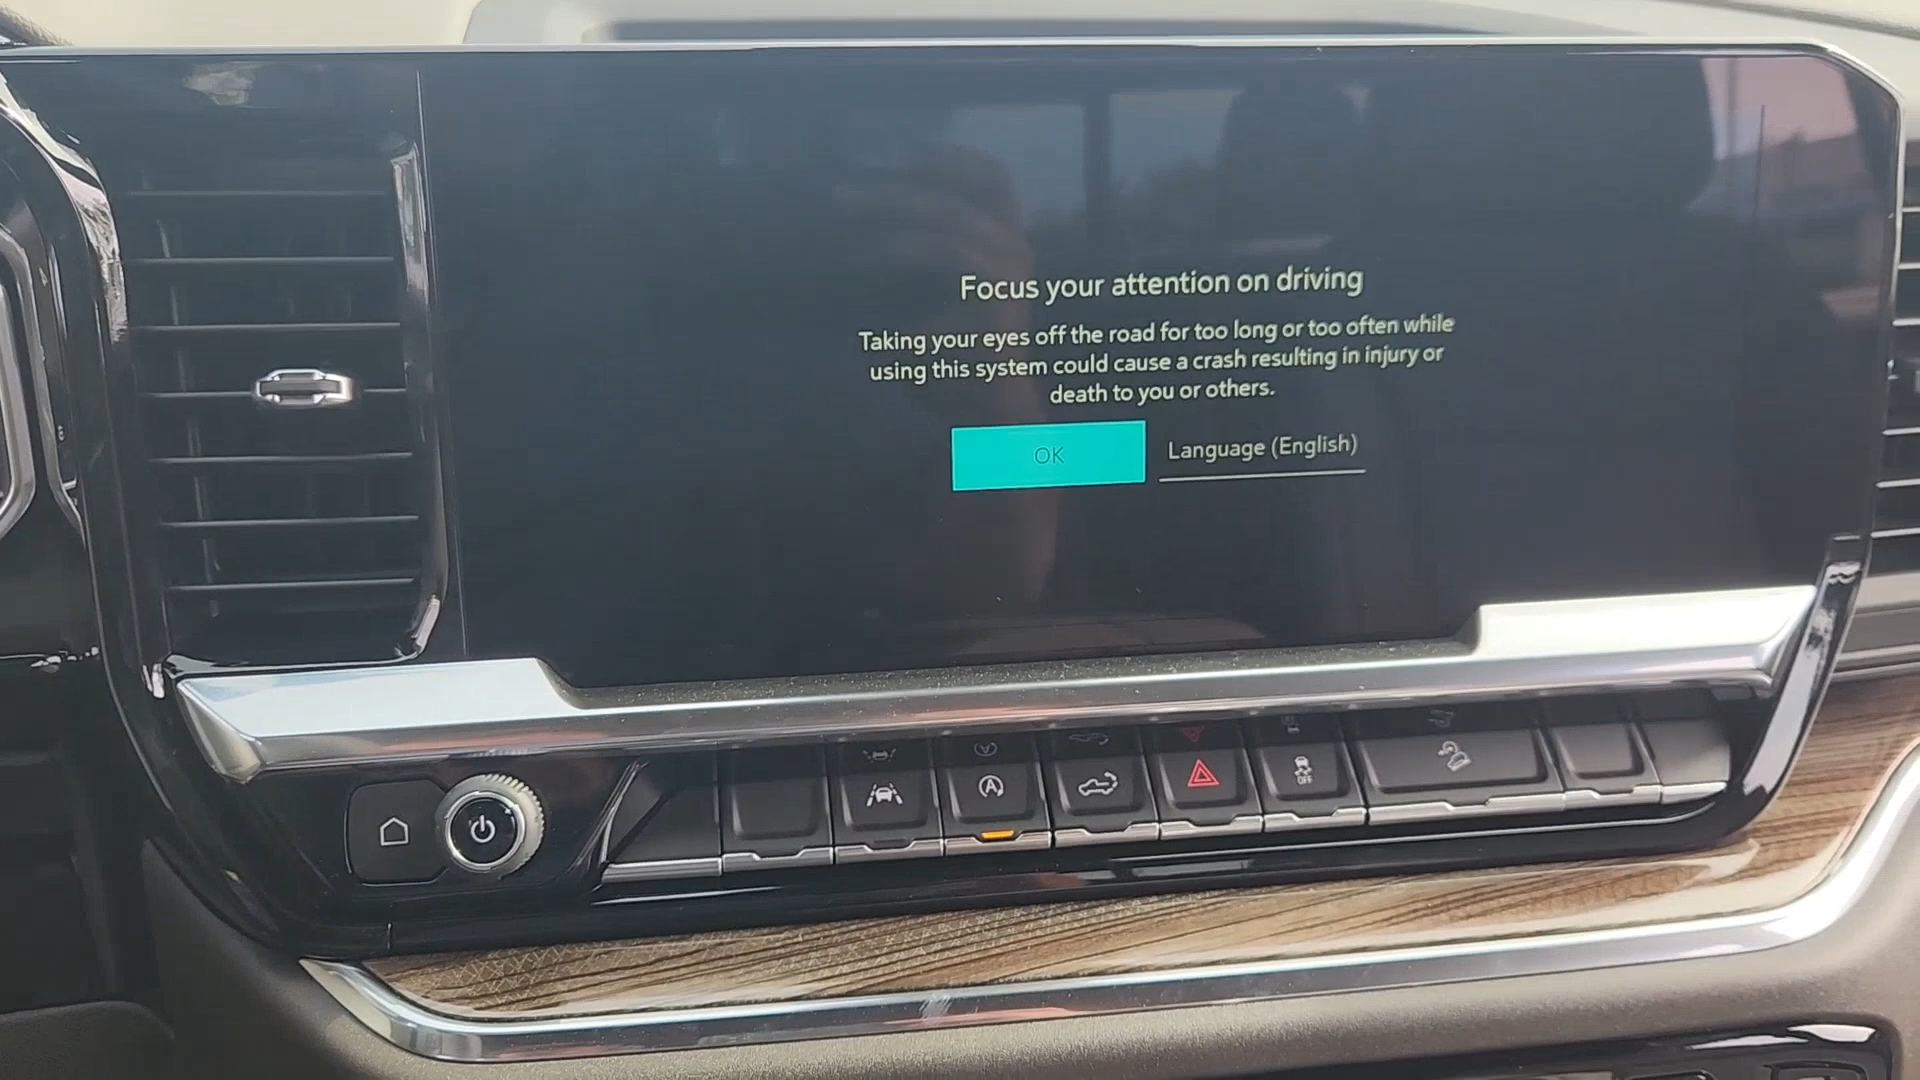 Focus your attention on driving
Taking your eyes off the road for too long or too often while
using this system could cause a crash resulting in injury or
death to you or others.
OK
Language (English)
OFF